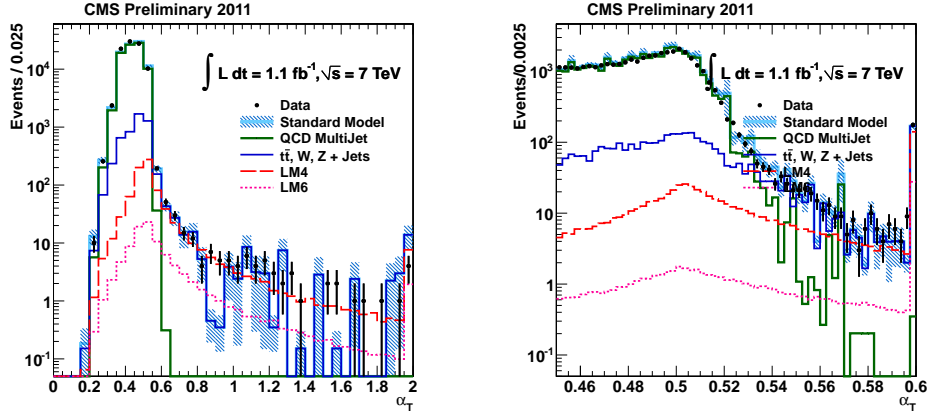 CMS Preliminary 2011
Events / 0.025
10⁴
10³
10²
10
1
10⁻¹
∫ L dt = 1.1 fb⁻¹, √s = 7 TeV
Data
Standard Model
QCD MultiJet
tt̄, W, Z + Jets
LM4
LM6
0 0.2 0.4 0.6 0.8 1 1.2 1.4 1.6 1.8 2
α_T
CMS Preliminary 2011
Events/0.0025
10³
10²
10
1
10⁻¹
∫ L dt = 1.1 fb⁻¹, √s = 7 TeV
Data
Standard Model
QCD MultiJet
tt̄, W, Z + Jets
LM4
LM6
0.46 0.48 0.5 0.52 0.54 0.56 0.58 0.6
α_T